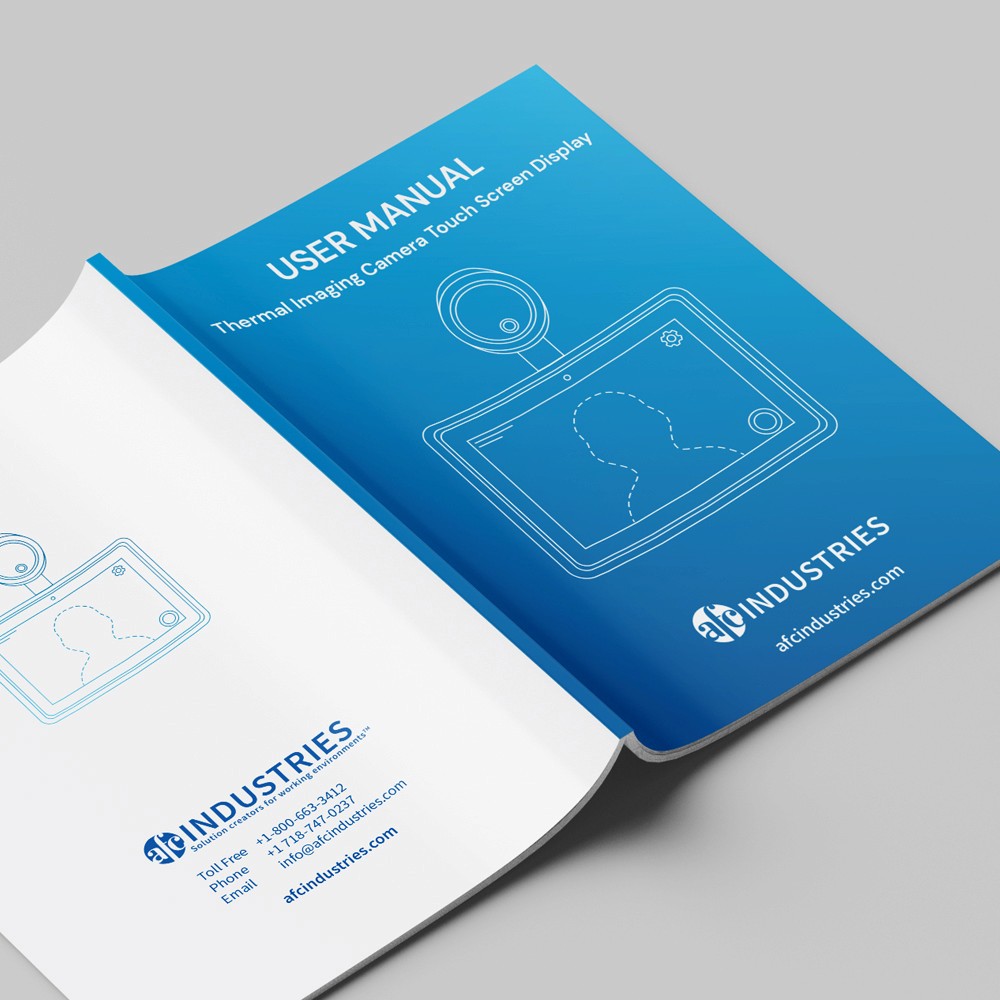 USER MANUAL
Thermal Imaging Camera Touch Screen Display
afc INDUSTRIES
afcindustries.com
afc INDUSTRIES
Solution creators for working environments™
Toll Free +1-800-663-3412
Phone +1 718-747-0237
Email info@afcindustries.com
afcindustries.com